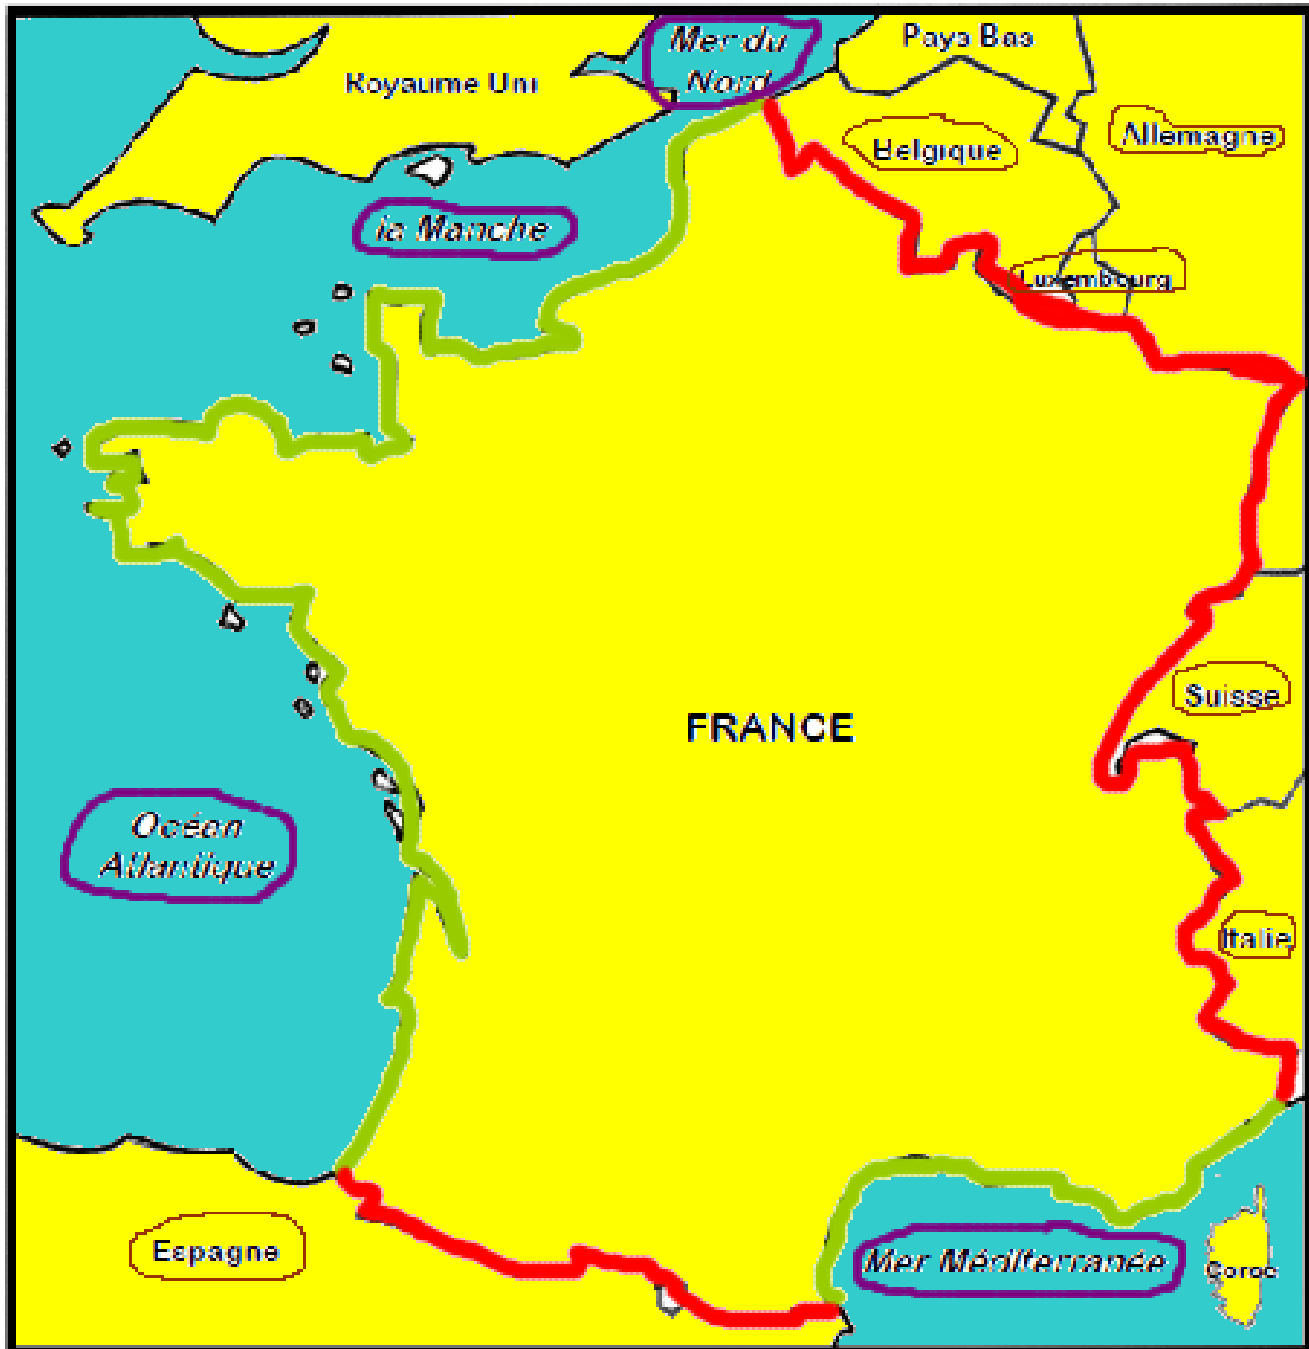 Mer du
Nord
Pays Bas
Royaume Uni
Allemagne
Belgique
la Manche
Luxembourg
Suisse
FRANCE
Océan
Atlantique
Italie
Espagne
Mer Méditerranée
Corse